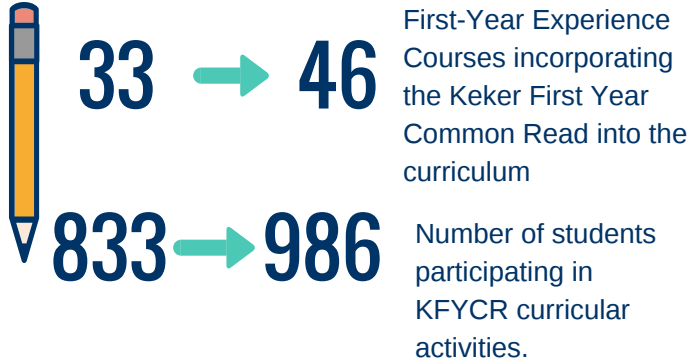 33 46
First-Year Experience
Courses incorporating
the Keker First Year
Common Read into the
curriculum
833 986
Number of students
participating in
KFYCR curricular
activities.